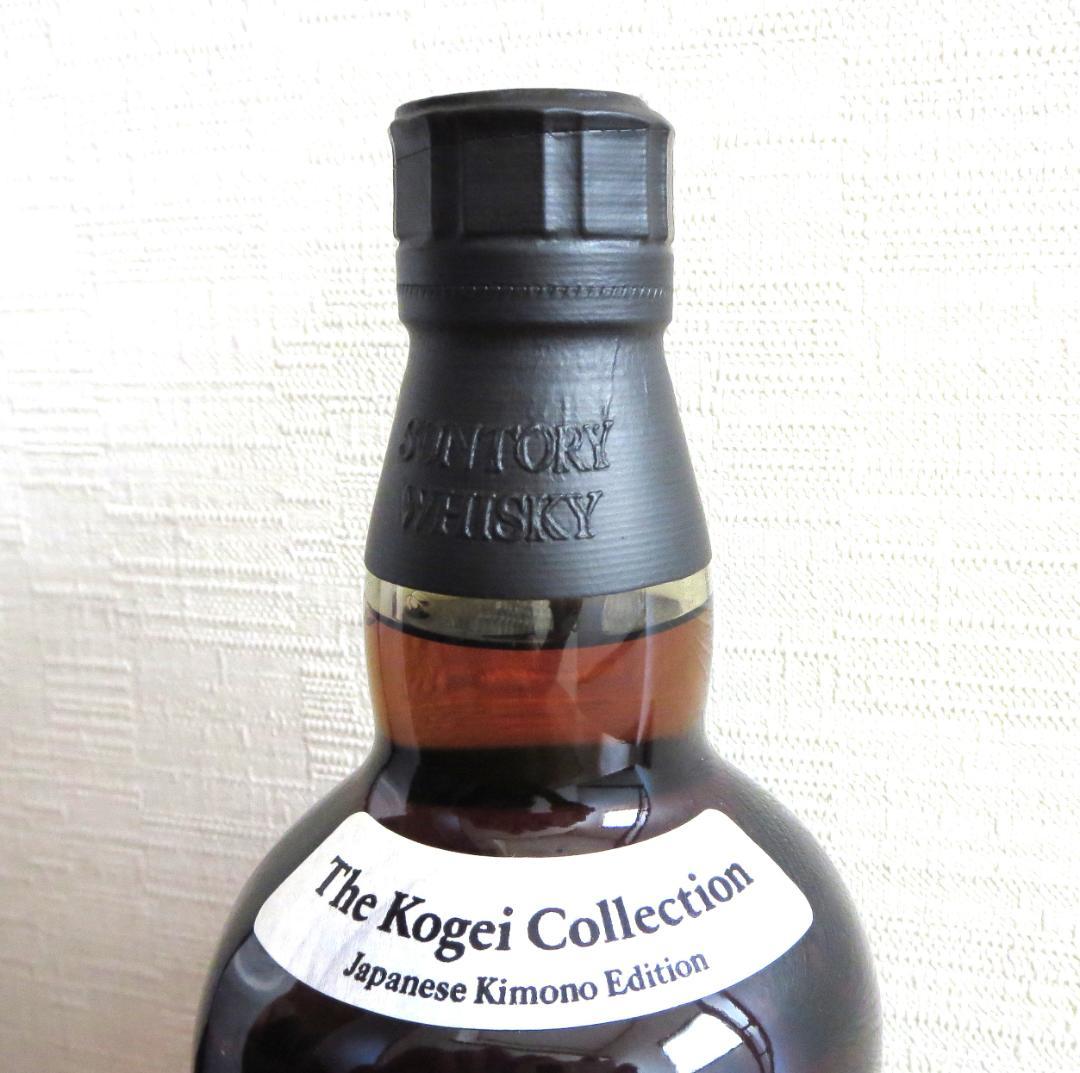 SUNTORY
WHISKY
The Kogei Collection
Japanese Kimono Edition